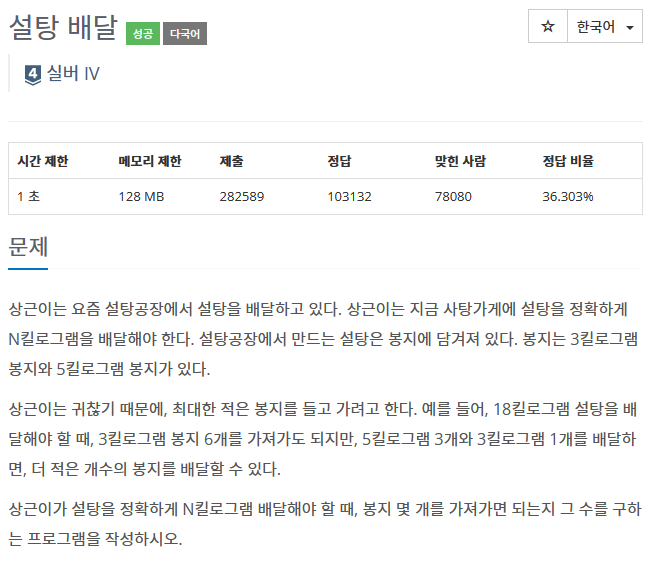 설탕 배달 성공 다국어 ☆ 한국어
4 실버 IV
시간 제한 메모리 제한 제출 정답 맞힌 사람 정답 비율
1 초 128 MB 282589 103132 78080 36.303%
문제
상근이는 요즘 설탕공장에서 설탕을 배달하고 있다. 상근이는 지금 사탕가게에 설탕을 정확하게
N킬로그램을 배달해야 한다. 설탕공장에서 만드는 설탕은 봉지에 담겨져 있다. 봉지는 3킬로그램
봉지와 5킬로그램 봉지가 있다.
상근이는 귀찮기 때문에, 최대한 적은 봉지를 들고 가려고 한다. 예를 들어, 18킬로그램 설탕을 배
달해야 할 때, 3킬로그램 봉지 6개를 가져가도 되지만, 5킬로그램 3개와 3킬로그램 1개를 배달하
면, 더 적은 개수의 봉지를 배달할 수 있다.
상근이가 설탕을 정확하게 N킬로그램 배달해야 할 때, 봉지 몇 개를 가져가면 되는지 그 수를 구하
는 프로그램을 작성하시오.